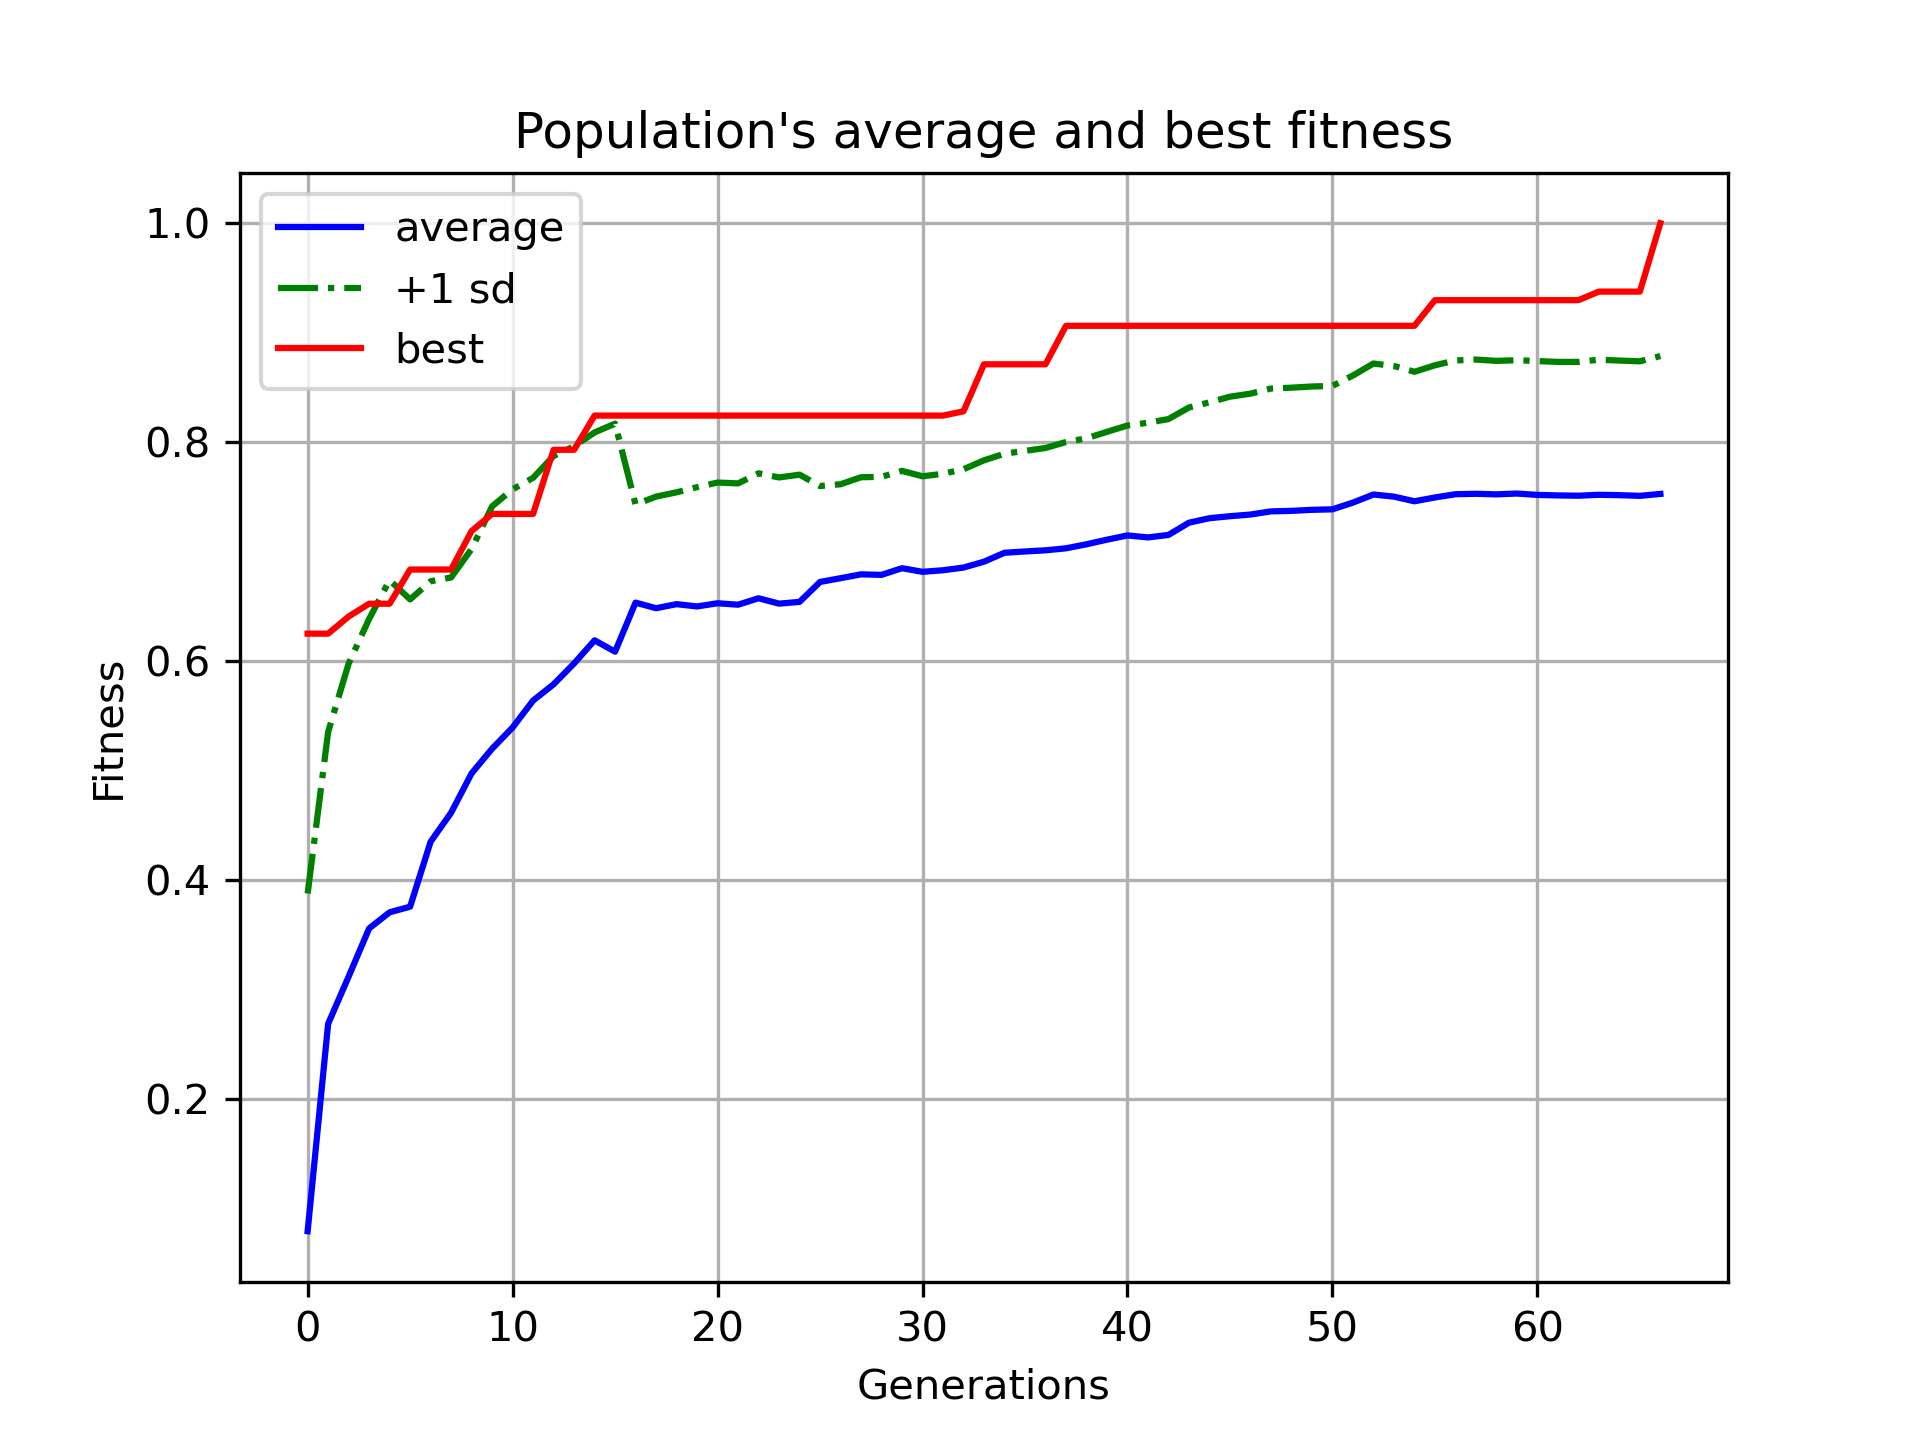 Population's average and best fitness
average
+1 sd
best
1.0
0.8
0.6
0.4
0.2
Fitness
0 10 20 30 40 50 60
Generations